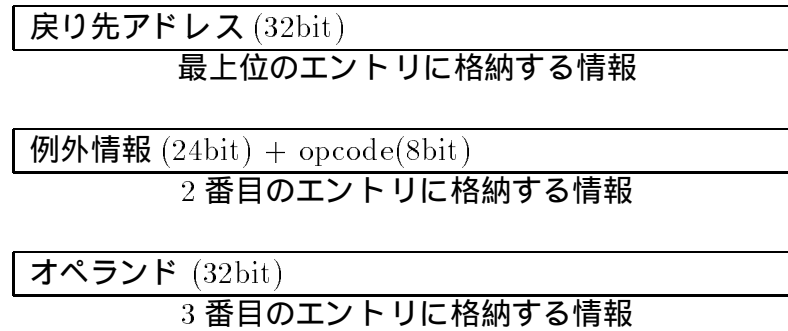 戻り先アドレス (32bit)
最上位のエントリに格納する情報
例外情報 (24bit) + opcode(8bit)
2 番目のエントリに格納する情報
オペランド (32bit)
3 番目のエントリに格納する情報